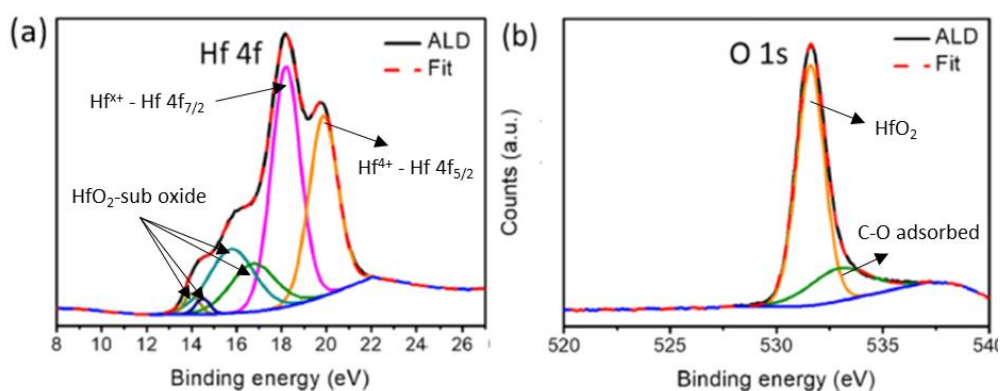 (a)
Hf 4f
ALD
Fit
Hfˣ⁺ - Hf 4f₇/₂
Hf⁴⁺ - Hf 4f₅/₂
HfO₂-sub oxide
8 10 12 14 16 18 20 22 24 26
Binding energy (eV)
(b)
O 1s
ALD
Fit
HfO₂
C-O adsorbed
Counts (a.u.)
520 525 530 535 540
Binding energy (eV)